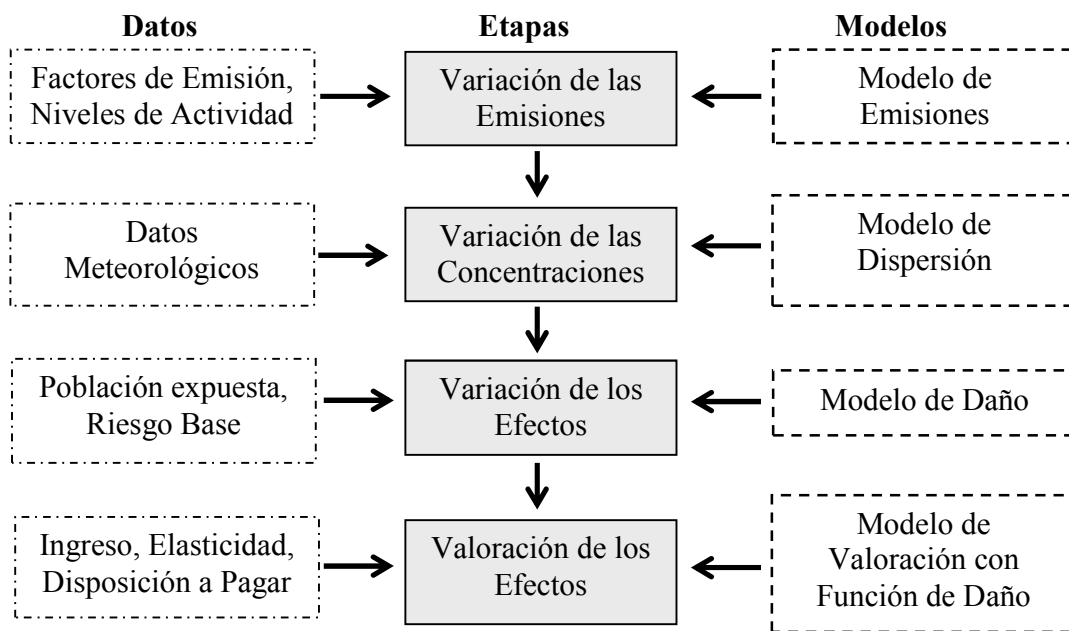 Datos
Etapas
Modelos
Factores de Emisión,
Niveles de Actividad
Variación de las
Emisiones
Modelo de
Emisiones
Datos
Meteorológicos
Variación de las
Concentraciones
Modelo de
Dispersión
Población expuesta,
Riesgo Base
Variación de los
Efectos
Modelo de Daño
Ingreso, Elasticidad,
Disposición a Pagar
Valoración de los
Efectos
Modelo de
Valoración con
Función de Daño